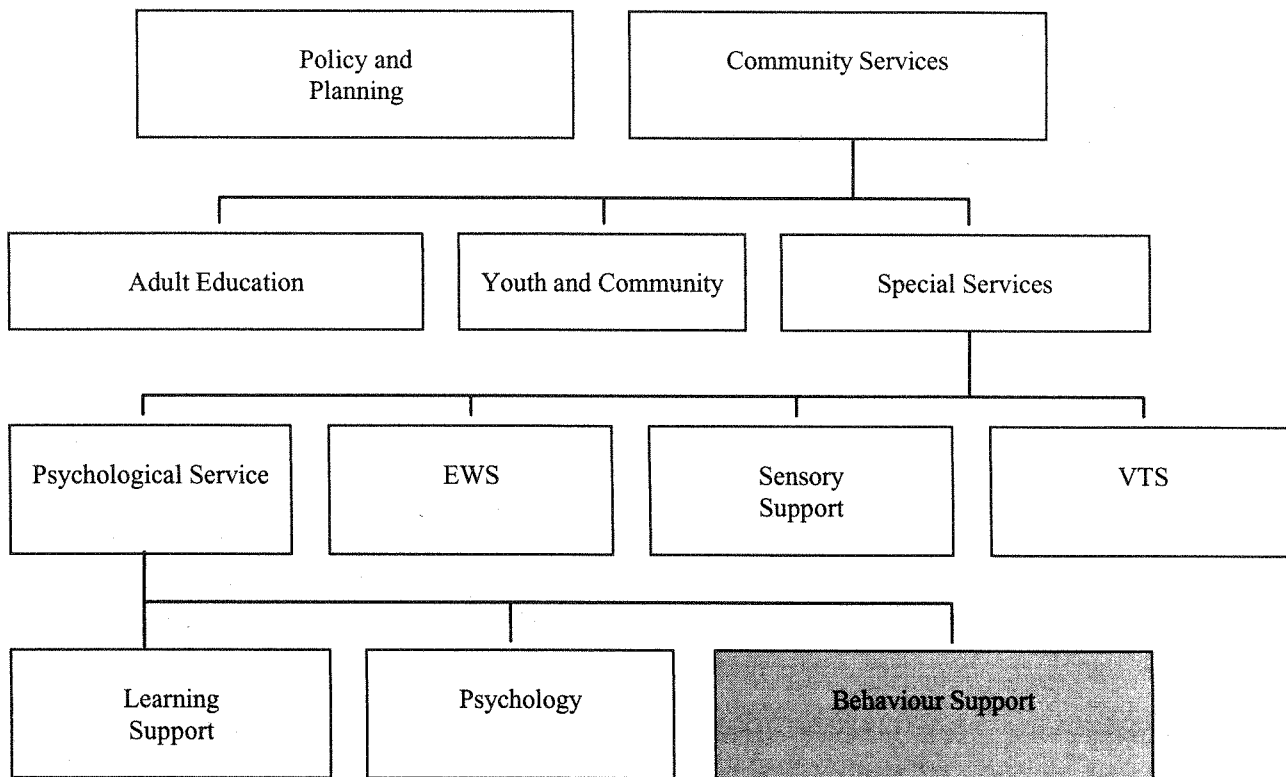 Policy and
Planning
Community Services
Adult Education
Youth and Community
Special Services
Psychological Service
EWS
Sensory
Support
VTS
Learning
Support
Psychology
Behaviour Support